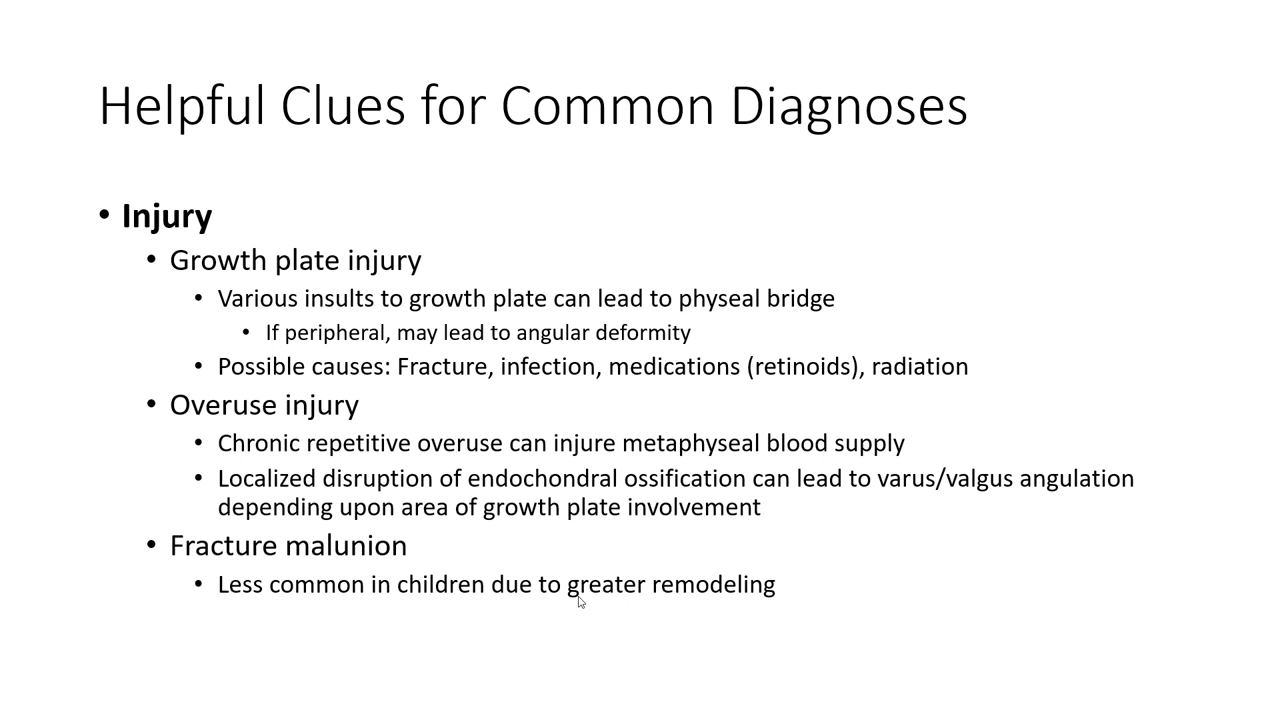 Helpful Clues for Common Diagnoses
• Injury
• Growth plate injury
• Various insults to growth plate can lead to physeal bridge
• If peripheral, may lead to angular deformity
• Possible causes: Fracture, infection, medications (retinoids), radiation
• Overuse injury
• Chronic repetitive overuse can injure metaphyseal blood supply
• Localized disruption of endochondral ossification can lead to varus/valgus angulation
depending upon area of growth plate involvement
• Fracture malunion
• Less common in children due to greater remodeling